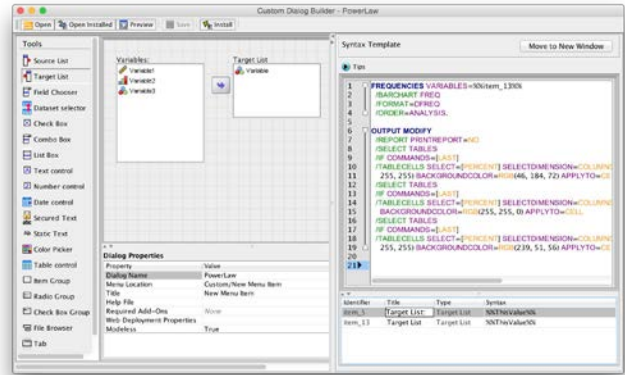 Custom Dialog Builder - PowerLaw
Open Open Installed Preview Save Install
Tools
Source List
Target List
Field Chooser
Dataset selector
Check Box
Combo Box
List Box
Text control
Number control
Date control
Secured Text
Static Text
Color Picker
Table control
Item Group
Radio Group
Check Box Group
File Browser
Tab
Variables:
Variable1
Variable2
Variable3
Target List
Variable
Dialog Properties
Property Value
Dialog Name PowerLaw
Menu Location Custom/New Menu Item
Title New Menu Item
Help File
Required Add-Ons None
Web Deployment Properties
Modeless True
Syntax Template
Move to New Window
Tips
1 FREQUENCIES VARIABLES=%%item_13%%
2 /BARCHART FREQ
3 /FORMAT=DFREQ
4 /ORDER=ANALYSIS.
5
6 OUTPUT MODIFY
7 /REPORT PRINTREPORT=NO
8 /SELECT TABLES
9 /IF COMMANDS=[LAST]
10 /TABLECELLS SELECT=[PERCENT] SELECTDIMENSION=COLUMNS
11 255, 255) BACKGROUNDCOLOR=RGB(46, 184, 72) APPLYTO=CE
12 /SELECT TABLES
13 /IF COMMANDS=[LAST]
14 /TABLECELLS SELECT=[PERCENT] SELECTDIMENSION=COLUMNS
15 BACKGROUNDCOLOR=RGB(255, 255, 0) APPLYTO=CELL
16 /SELECT TABLES
17 /IF COMMANDS=[LAST]
18 /TABLECELLS SELECT=[PERCENT] SELECTDIMENSION=COLUMNS
19 255, 255) BACKGROUNDCOLOR=RGB(239, 51, 56) APPLYTO=CE
20
21
Identifier Title Type Syntax
item_5 Target List: Target List %%ThisValue%%
item_13 Target List Target List %%ThisValue%%